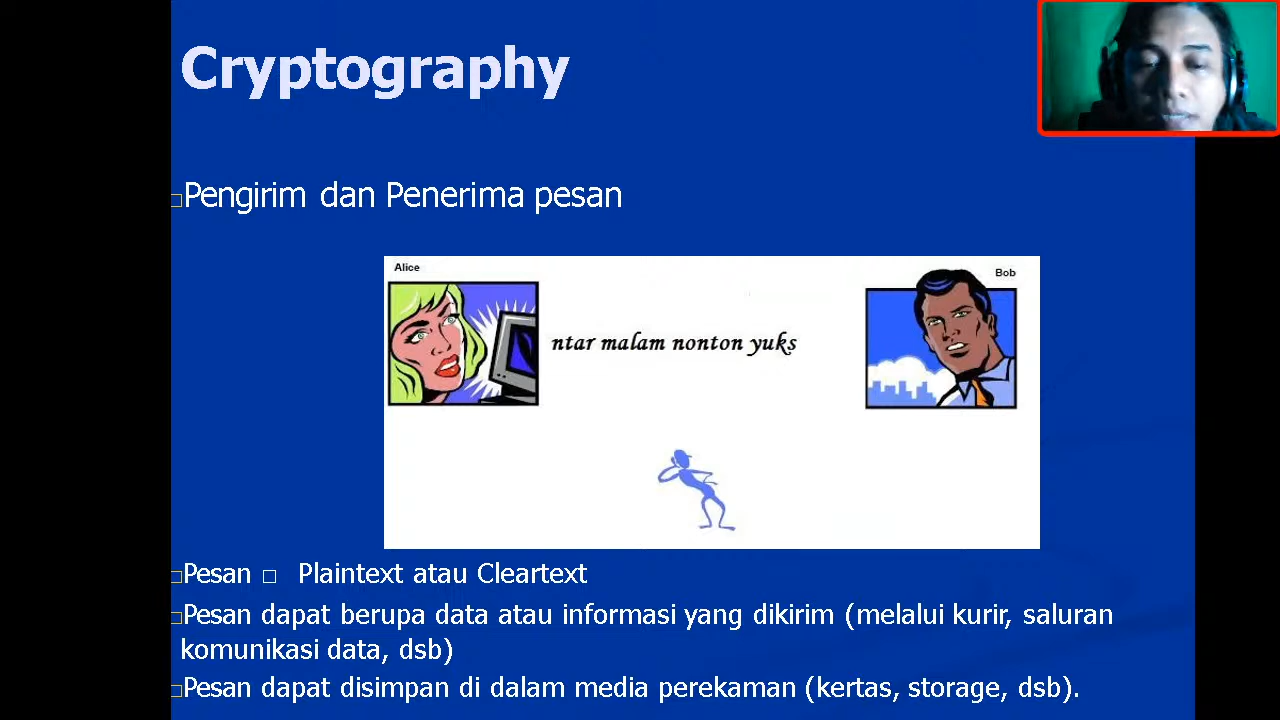 Cryptography
Pengirim dan Penerima pesan
Alice
Bob
ntar malam nonton yuks
Pesan □ Plaintext atau Cleartext
Pesan dapat berupa data atau informasi yang dikirim (melalui kurir, saluran
komunikasi data, dsb)
Pesan dapat disimpan di dalam media perekaman (kertas, storage, dsb).